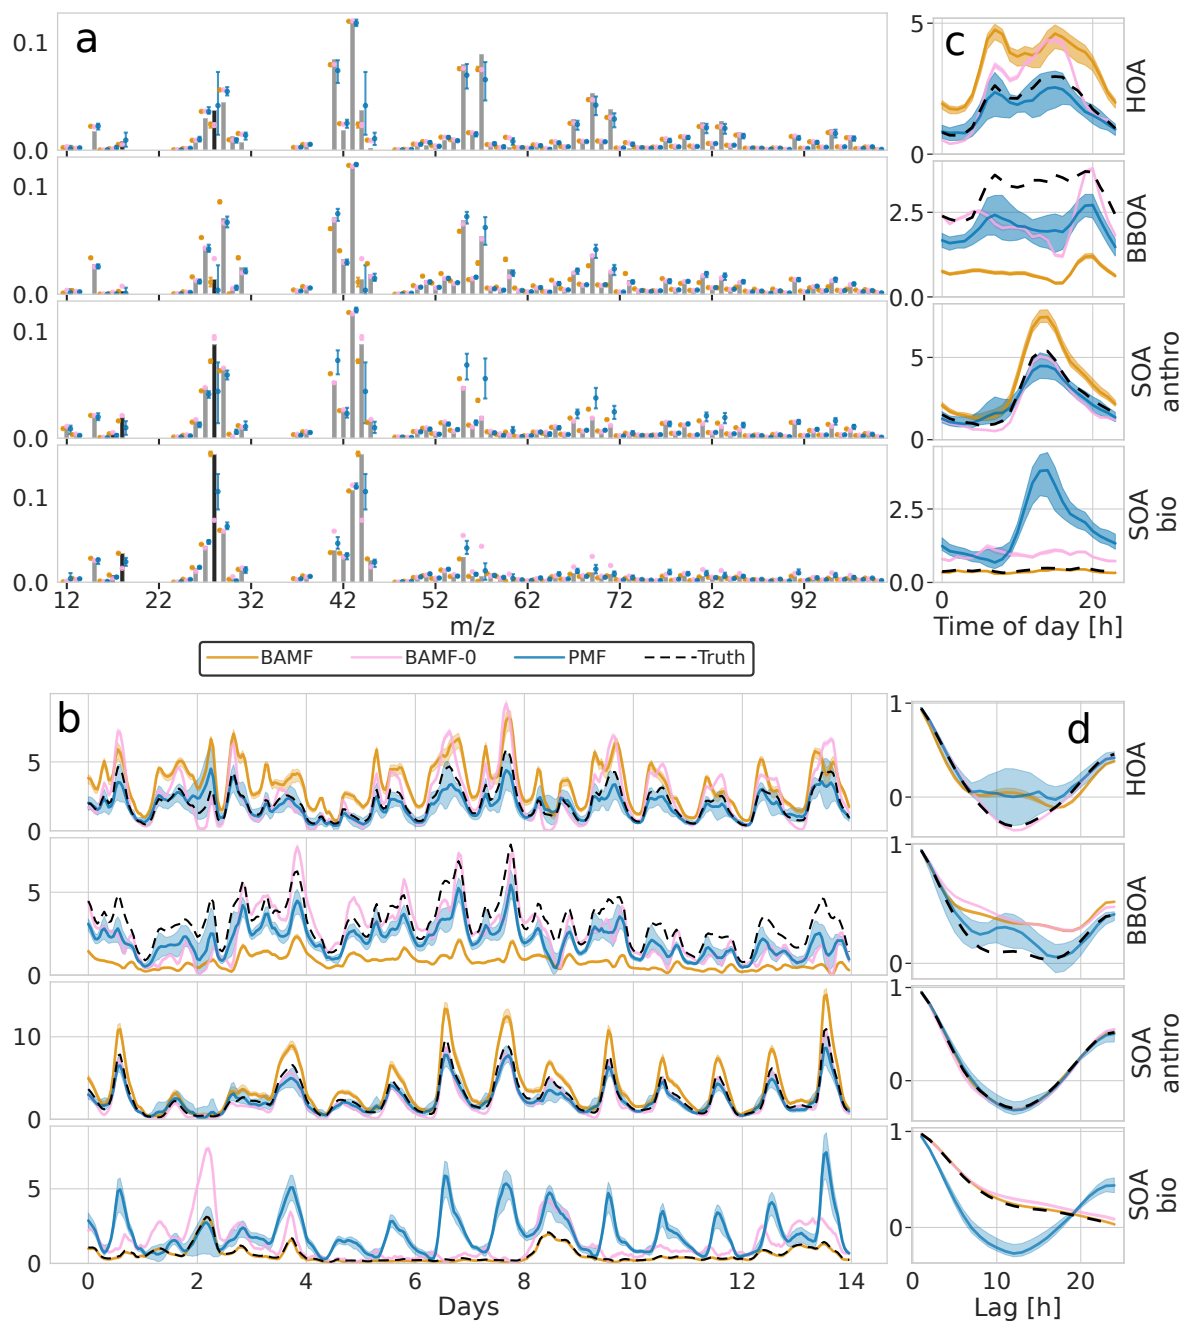 a
0.1
0.0
0.1
0.0
0.1
0.0
0.1
0.0
12 22 32 42 52 62 72 82 92
m/z
c
5
0
HOA
2.5
0.0
BBOA
5
0
SOA
anthro
2.5
0.0
SOA
bio
0 20
Time of day [h]
BAMF BAMF-0 PMF Truth
b
5
0
5
0
10
0
5
0
0 2 4 6 8 10 12 14
Days
d
1
0
HOA
1
0
BBOA
1
0
SOA
anthro
1
0
SOA
bio
0 10 20
Lag [h]